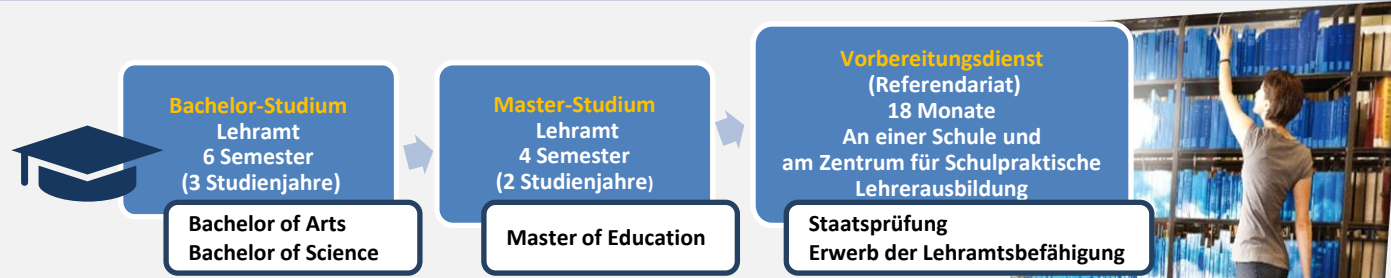 Bachelor-Studium
Lehramt
6 Semester
(3 Studienjahre)
Bachelor of Arts
Bachelor of Science
Master-Studium
Lehramt
4 Semester
(2 Studienjahre)
Master of Education
Vorbereitungsdienst
(Referendariat)
18 Monate
An einer Schule und
am Zentrum für Schulpraktische
Lehrerausbildung
Staatsprüfung
Erwerb der Lehramtsbefähigung